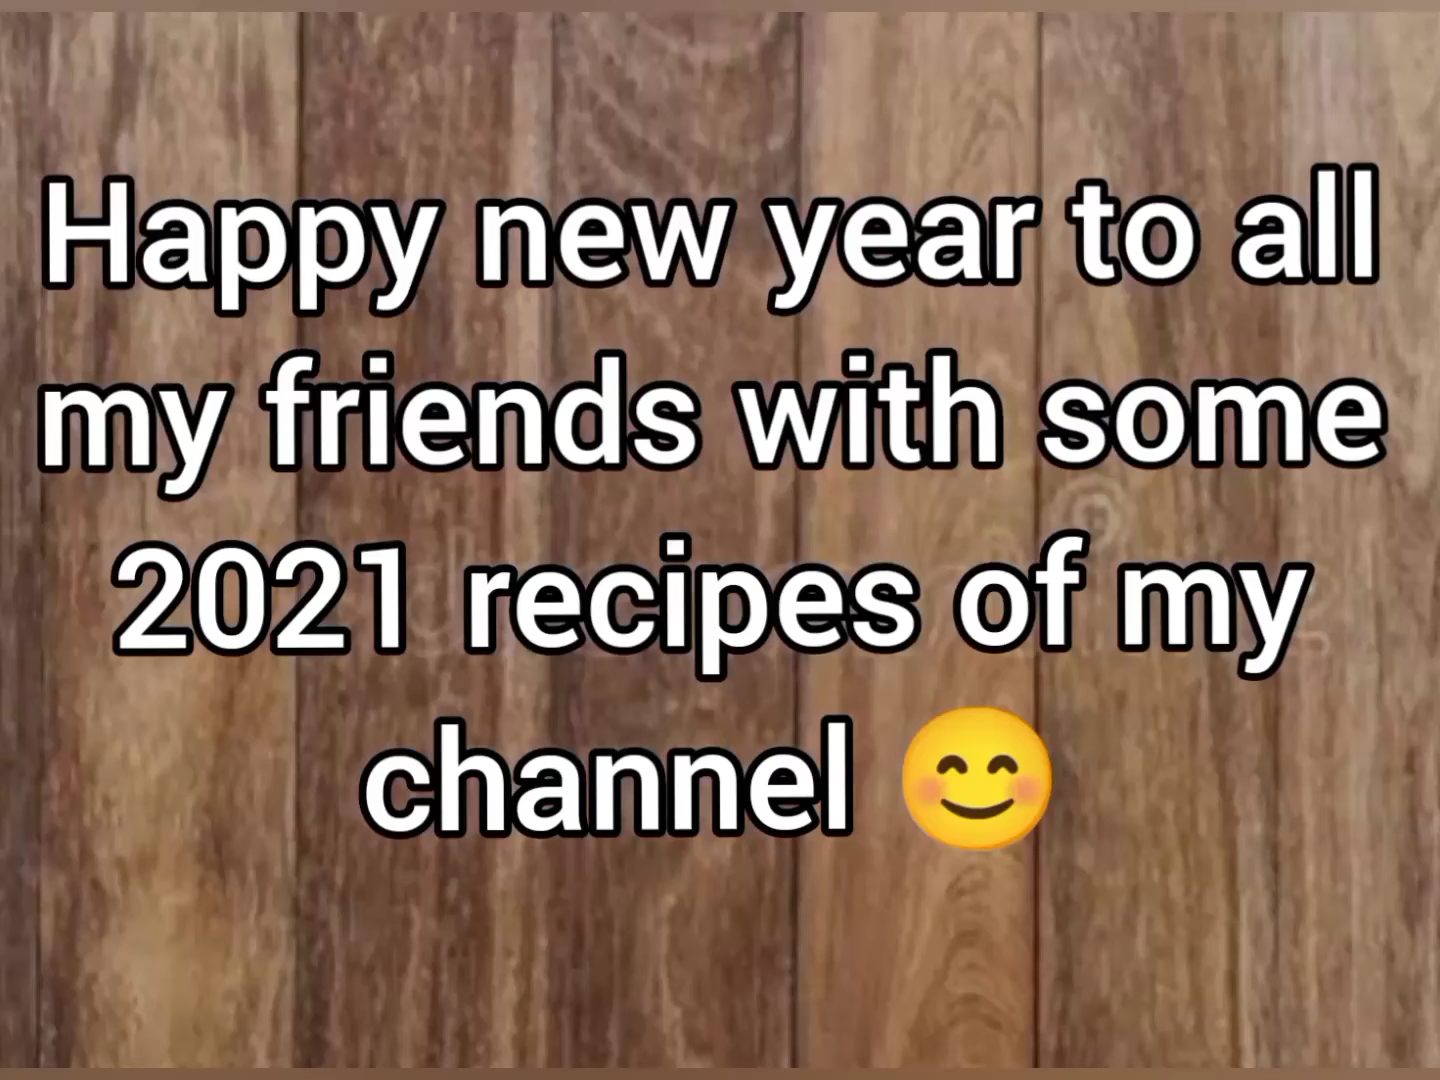 Happy new year to all
my friends with some
2021 recipes of my
channel 😊